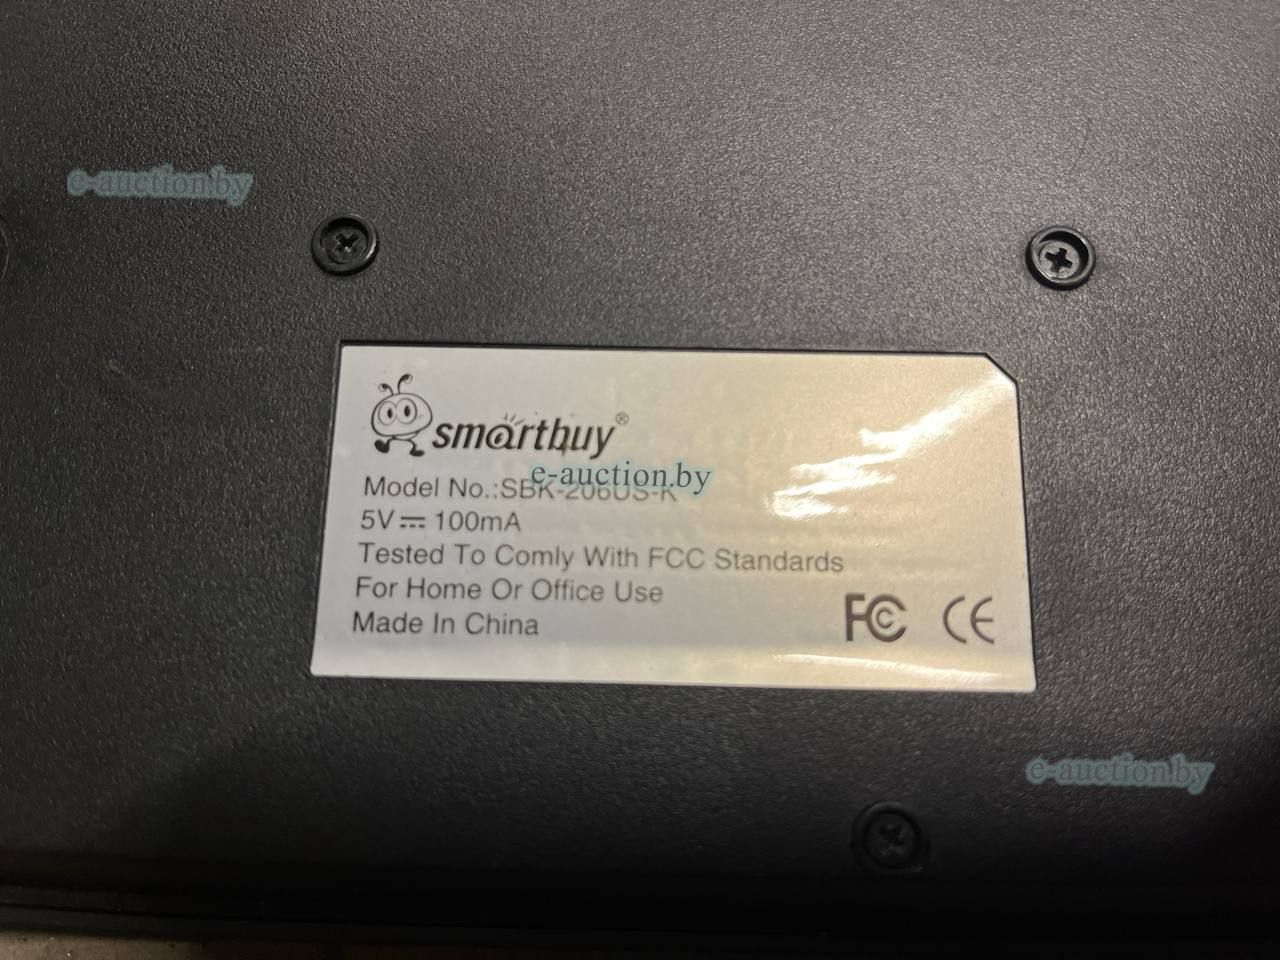 e-auction.by
smartbuy®
e-auction.by
Model No.:SBK-206US-K
5V⎓100mA
Tested To Comly With FCC Standards
For Home Or Office Use
Made In China
FC CE
e-auction.by